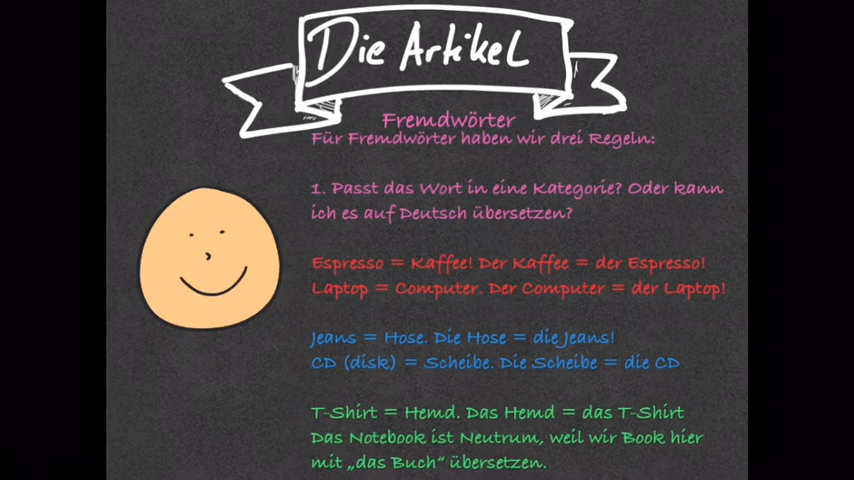 Die Artikel
Fremdwörter
Für Fremdwörter haben wir drei Regeln:
1. Passt das Wort in eine Kategorie? Oder kann
ich es auf Deutsch übersetzen?
Espresso = Kaffee! Der Kaffee = der Espresso!
Laptop = Computer. Der Computer = der Laptop!
Jeans = Hose. Die Hose = die Jeans!
CD (disk) = Scheibe. Die Scheibe = die CD
T-Shirt = Hemd. Das Hemd = das T-Shirt
Das Notebook ist Neutrum, weil wir Book hier
mit „das Buch“ übersetzen.